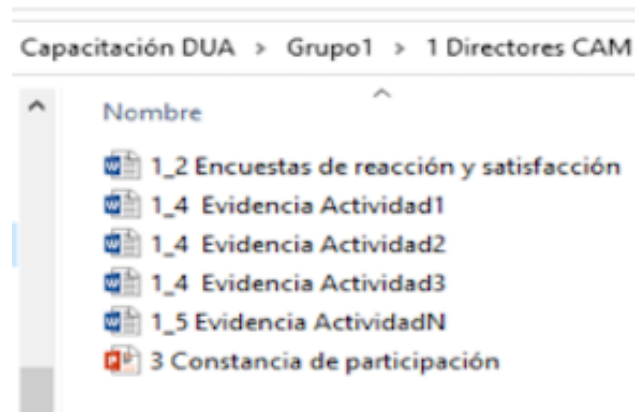 Capacitación DUA > Grupo1 > 1 Directores CAM
Nombre
1_2 Encuestas de reacción y satisfacción
1_4 Evidencia Actividad1
1_4 Evidencia Actividad2
1_4 Evidencia Actividad3
1_5 Evidencia ActividadN
3 Constancia de participación